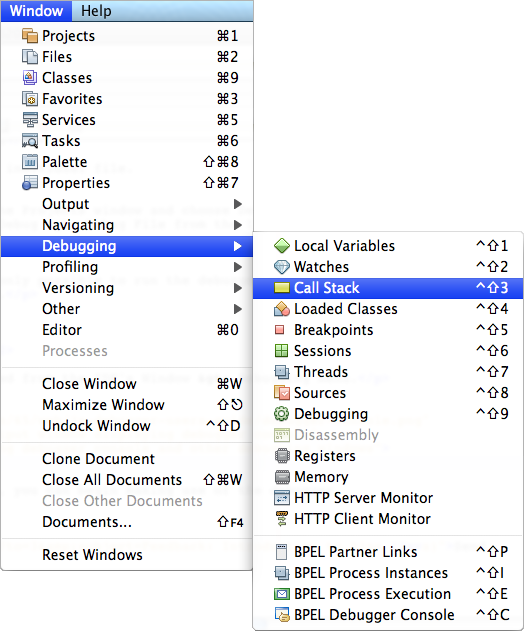 Window Help
Projects ⌘1
Files ⌘2
Classes ⌘9
Favorites ⌘3
Services ⌘5
Tasks ⌘6
Palette ⇧⌘8
Properties ⇧⌘7
Output ▶
Navigating ▶
Debugging ▶
Profiling ▶
Versioning ▶
Other ▶
Editor ⌘0
Processes
Close Window ⌘W
Maximize Window ⇧⎋
Undock Window ^⇧D
Clone Document
Close All Documents ⇧⌘W
Close Other Documents
Documents... ⇧F4
Reset Windows
Local Variables ^⇧1
Watches ^⇧2
Call Stack ^⇧3
Loaded Classes ^⇧4
Breakpoints ^⇧5
Sessions ^⇧6
Threads ^⇧7
Sources ^⇧8
Debugging ^⇧9
Disassembly
Registers
Memory
HTTP Server Monitor
HTTP Client Monitor
BPEL Partner Links ^⇧P
BPEL Process Instances ^⇧I
BPEL Process Execution ^⇧E
BPEL Debugger Console ^⇧C